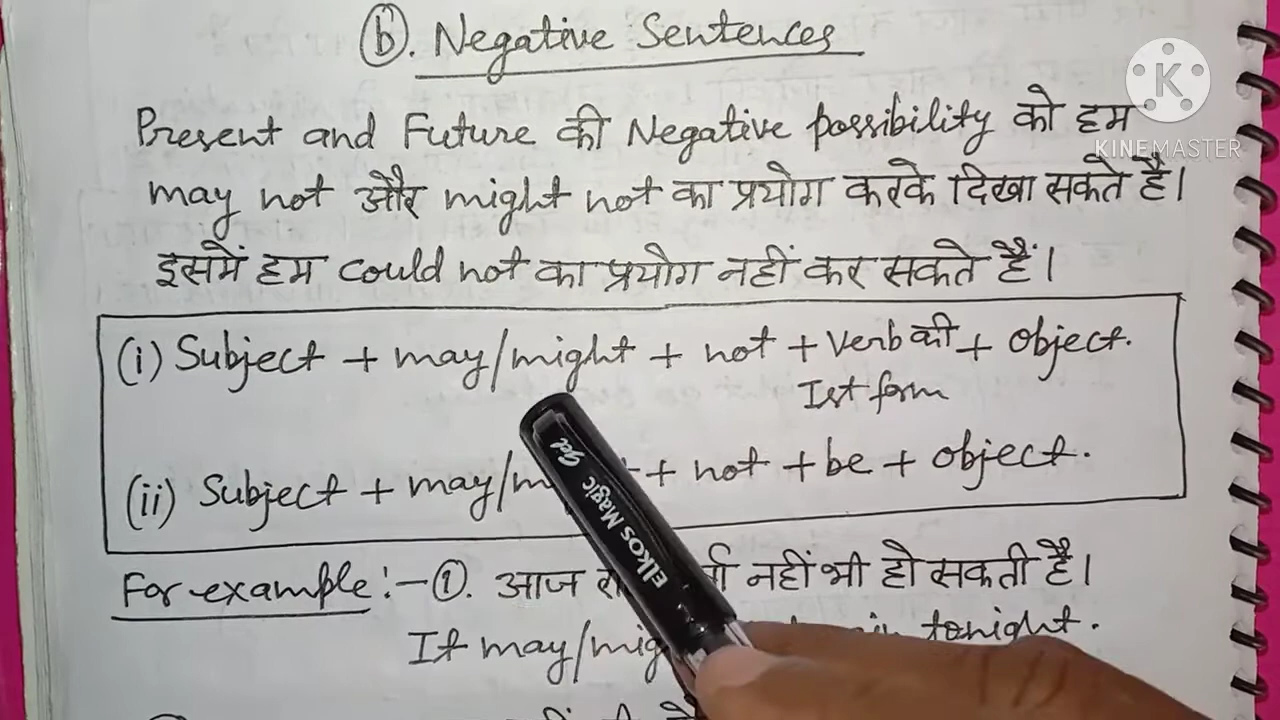 (b). Negative Sentences
Present and Future की Negative possibility को हम
may not और might not का प्रयोग करके दिखा सकते है।
इसमें हम could not का प्रयोग नहीं कर सकते हैं।
(i) Subject + may/might + not + Verb की + object.
Ist form
(ii) Subject + may/ + not + be + object.
For example :- ①. आज नहीं भी हो सकती है।
It may/ tonight.
K
KINEMASTER
elkos Magic Gel